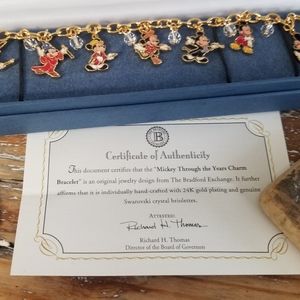 B
Certificate of Authenticity
This document certifies that the "Mickey Through the Years Charm
Bracelet" is an original jewelry design from The Bradford Exchange. It further
affirms that it is individually hand-crafted with 24K gold plating and genuine
Swarovski crystal briolettes.
ATTESTED:
Richard H. Thomas
Richard H. Thomas
Director of the Board of Governors